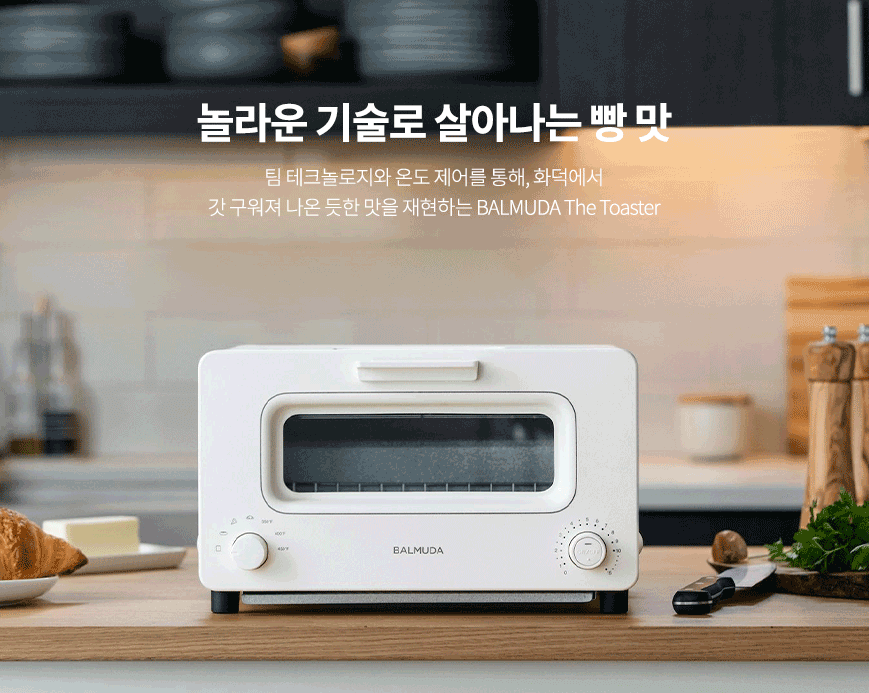 놀라운 기술로 살아나는 빵 맛
팀 테크놀로지와 온도 제어를 통해, 화덕에서
갓 구워져 나온 듯한 맛을 재현하는 BALMUDA The Toaster
BALMUDA